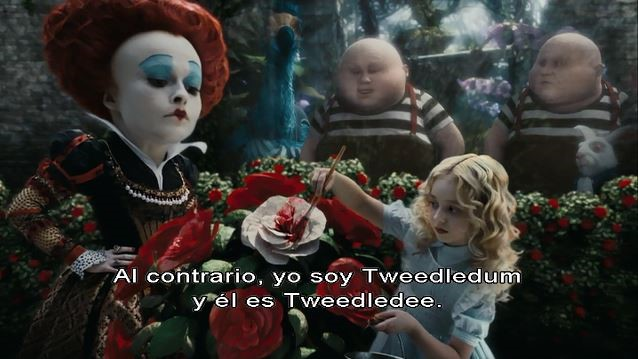 Al contrario, yo soy Tweedledum
y él es Tweedledee.